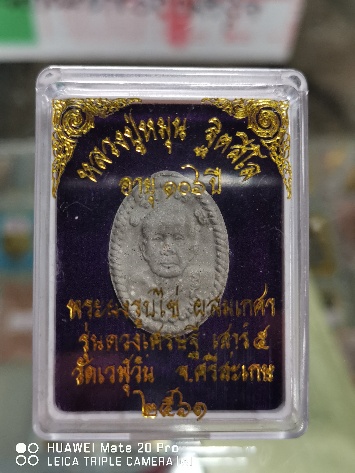 หลวงปู่หมุน ฐิตสีโล
อายุ ๑๐๖ ปี
พระผงรูปไข่ ผสมเกศา
รุ่นดวงเศรษฐี เสาร์ ๕
วัดเวฬุวัน จ.ศรีสะเกษ
๒๕๖๑
HUAWEI Mate 20 Pro
LEICA TRIPLE CAMERA